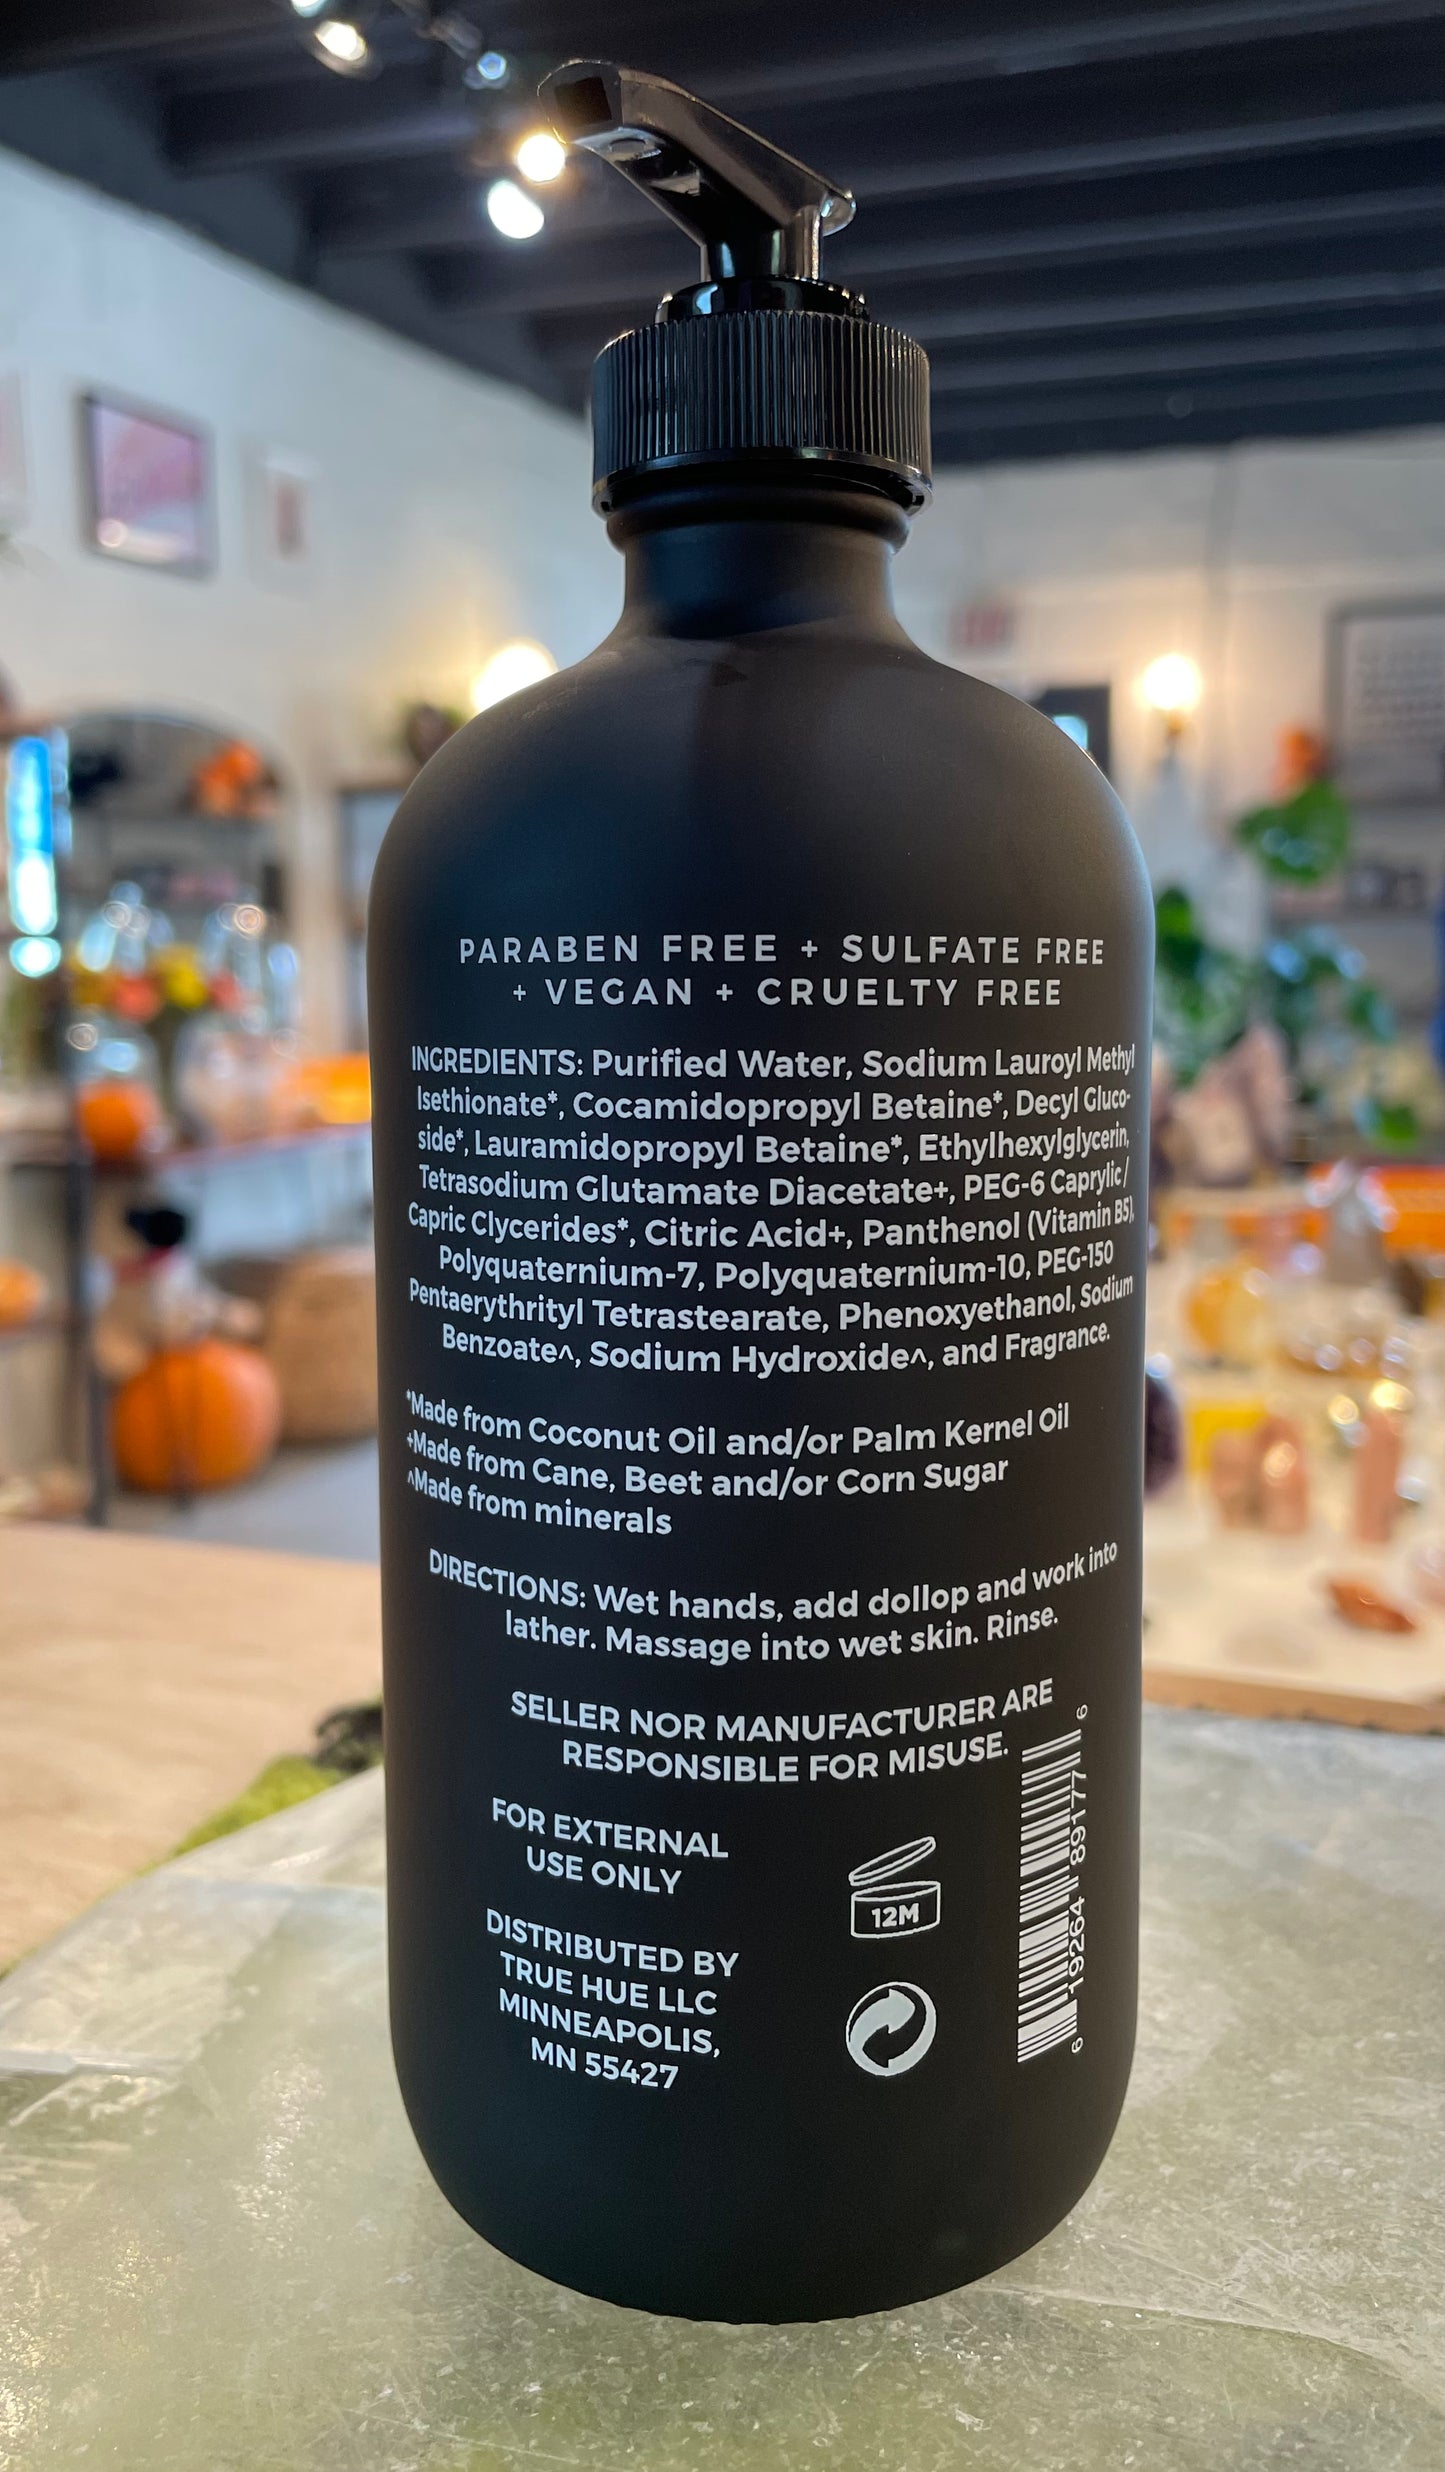 PARABEN FREE + SULFATE FREE
+ VEGAN + CRUELTY FREE
INGREDIENTS: Purified Water, Sodium Lauroyl Methyl
Isethionate*, Cocamidopropyl Betaine*, Decyl Gluco-
side*, Lauramidopropyl Betaine*, Ethylhexylglycerin,
Tetrasodium Glutamate Diacetate+, PEG-6 Caprylic/
Capric Clycerides*, Citric Acid+, Panthenol (Vitamin B5),
Polyquaternium-7, Polyquaternium-10, PEG-150
Pentaerythrityl Tetrastearate, Phenoxyethanol, Sodium
Benzoate^, Sodium Hydroxide^, and Fragrance.
*Made from Coconut Oil and/or Palm Kernel Oil
+Made from Cane, Beet and/or Corn Sugar
^Made from minerals
DIRECTIONS: Wet hands, add dollop and work into
lather. Massage into wet skin. Rinse.
SELLER NOR MANUFACTURER ARE
RESPONSIBLE FOR MISUSE.
FOR EXTERNAL
USE ONLY
DISTRIBUTED BY
TRUE HUE LLC
MINNEAPOLIS,
MN 55427
12M
6 19264 89177 6